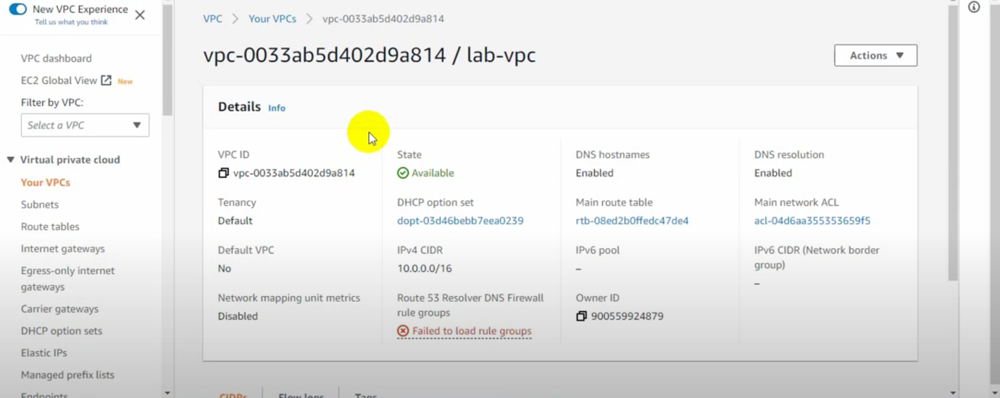 New VPC Experience
Tell us what you think
VPC dashboard
EC2 Global View New
Filter by VPC:
Select a VPC
Virtual private cloud
Your VPCs
Subnets
Route tables
Internet gateways
Egress-only internet
gateways
Carrier gateways
DHCP option sets
Elastic IPs
Managed prefix lists
Endpoints
VPC > Your VPCs > vpc-0033ab5d402d9a814
vpc-0033ab5d402d9a814 / lab-vpc
Actions
Details Info
VPC ID
vpc-0033ab5d402d9a814
State
Available
DNS hostnames
Enabled
DNS resolution
Enabled
Tenancy
Default
DHCP option set
dopt-03d46bebb7eea0239
Main route table
rtb-08ed2b0ffedc47de4
Main network ACL
acl-04d6aa355353659f5
Default VPC
No
IPv4 CIDR
10.0.0.0/16
IPv6 pool
–
IPv6 CIDR (Network border
group)
–
Network mapping unit metrics
Disabled
Route 53 Resolver DNS Firewall
rule groups
Failed to load rule groups
Owner ID
900559924879
CIDRs
Flow logs
Tags